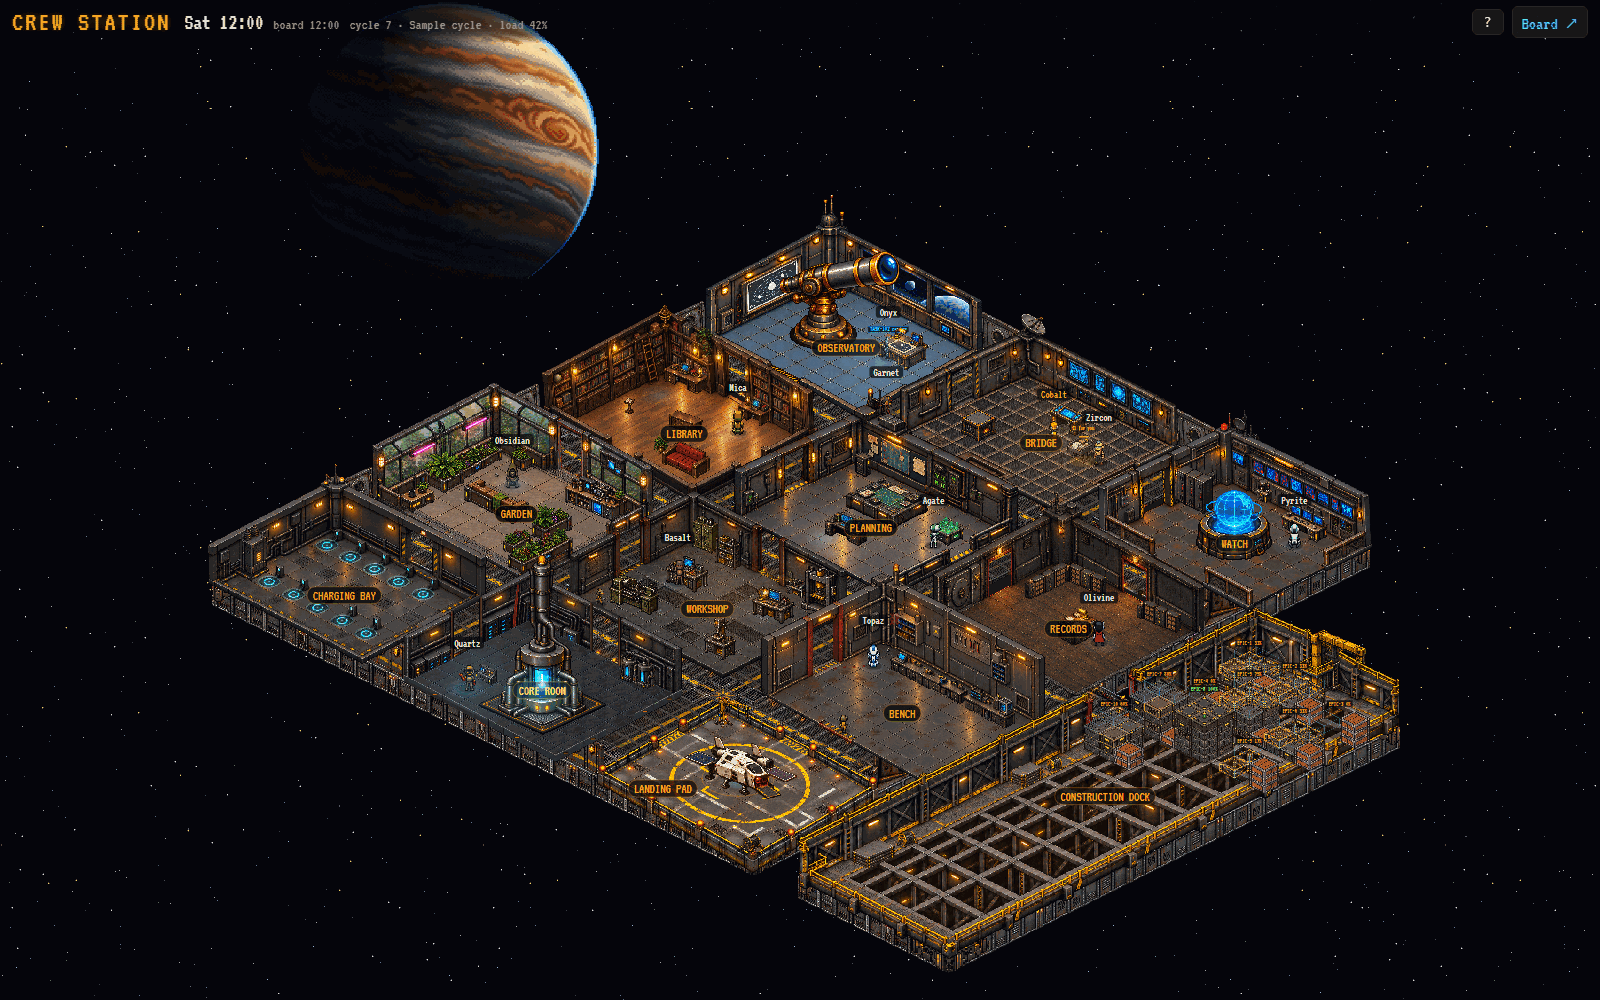 CREW STATION Sat 12:00 board 12:00 cycle 7 · Sample cycle · load 42%
? Board ↗
Onyx
OBSERVATORY
Garnet
Mica
LIBRARY
Cobalt
Zircon
BRIDGE
Obsidian
GARDEN
Agate
PLANNING
Pyrite
WATCH
Basalt
CHARGING BAY
WORKSHOP
Olivine
RECORDS
Topaz
Quartz
CORE ROOM
BENCH
LANDING PAD
CONSTRUCTION DOCK